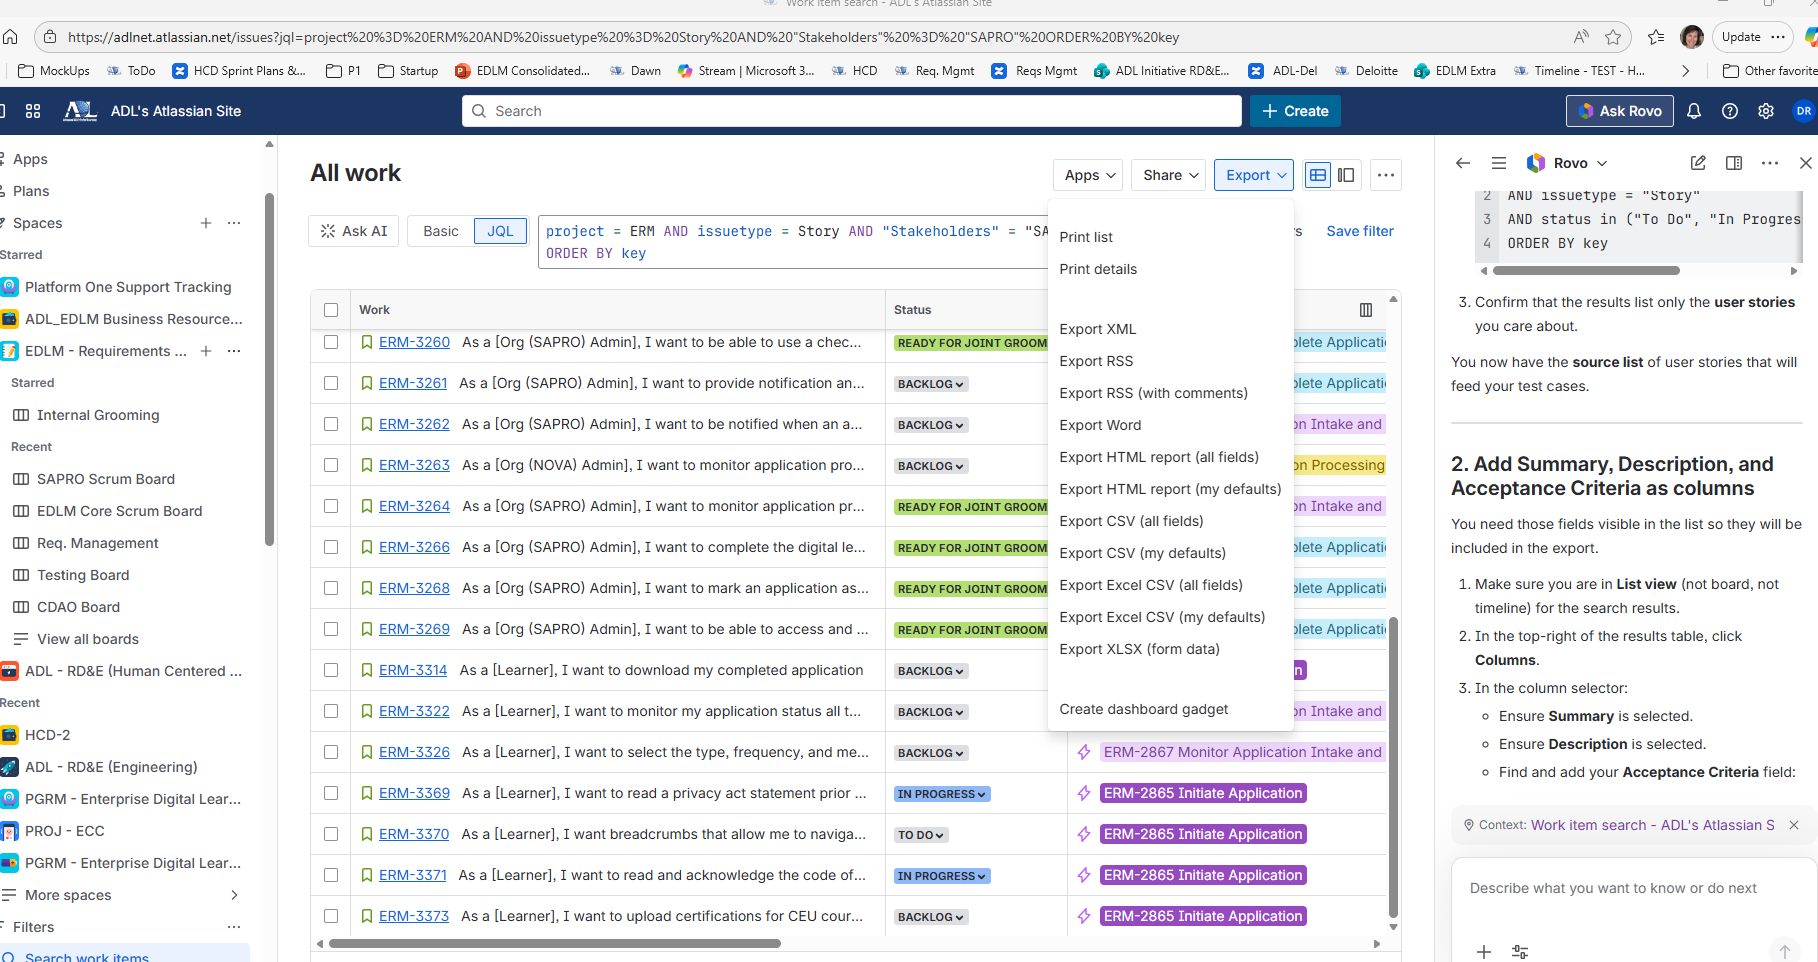 Work item search - ADL's Atlassian Site
https://adlnet.atlassian.net/issues?jql=project%20%3D%20ERM%20AND%20issuetype%20%3D%20Story%20AND%20"Stakeholders"%20%3D%20"SAPRO"%20ORDER%20BY%20key
Update
MockUps
ToDo
HCD Sprint Plans &...
P1
Startup
EDLM Consolidated...
Dawn
Stream | Microsoft 3...
HCD
Req. Mgmt
Reqs Mgmt
ADL Initiative RD&E...
ADL-Del
Deloitte
EDLM Extra
Timeline - TEST - H...
Other favorite
ADL
ADL's Atlassian Site
Search
+ Create
Ask Rovo
DR
Apps
Plans
Spaces
Starred
Platform One Support Tracking
ADL_EDLM Business Resource...
EDLM - Requirements ...
Starred
Internal Grooming
Recent
SAPRO Scrum Board
EDLM Core Scrum Board
Req. Management
Testing Board
CDAO Board
View all boards
ADL - RD&E (Human Centered ...
Recent
HCD-2
ADL - RD&E (Engineering)
PGRM - Enterprise Digital Lear...
PROJ - ECC
PGRM - Enterprise Digital Lear...
More spaces
Filters
Search work items
All work
Apps
Share
Export
Ask AI
Basic
JQL
project = ERM AND issuetype = Story AND "Stakeholders" = "SA
ORDER BY key
rs
Save filter
Work
Status
ERM-3260 As a [Org (SAPRO) Admin], I want to be able to use a chec... READY FOR JOINT GROOM plete Applicati
ERM-3261 As a [Org (SAPRO) Admin], I want to provide notification an... BACKLOG plete Applicati
ERM-3262 As a [Org (SAPRO) Admin], I want to be notified when an a... BACKLOG on Intake and
ERM-3263 As a [Org (NOVA) Admin], I want to monitor application pro... BACKLOG on Processing
ERM-3264 As a [Org (SAPRO) Admin], I want to monitor application pr... READY FOR JOINT GROOM on Intake and
ERM-3266 As a [Org (SAPRO) Admin], I want to complete the digital le... READY FOR JOINT GROOM plete Applicati
ERM-3268 As a [Org (SAPRO) Admin], I want to mark an application as... READY FOR JOINT GROOM plete Applicati
ERM-3269 As a [Org (SAPRO) Admin], I want to be able to access and ... READY FOR JOINT GROOM plete Applicati
ERM-3314 As a [Learner], I want to download my completed application BACKLOG n
ERM-3322 As a [Learner], I want to monitor my application status all t... BACKLOG on Intake and
ERM-3326 As a [Learner], I want to select the type, frequency, and me... BACKLOG ERM-2867 Monitor Application Intake and
ERM-3369 As a [Learner], I want to read a privacy act statement prior ... IN PROGRESS ERM-2865 Initiate Application
ERM-3370 As a [Learner], I want breadcrumbs that allow me to naviga... TO DO ERM-2865 Initiate Application
ERM-3371 As a [Learner], I want to read and acknowledge the code of... IN PROGRESS ERM-2865 Initiate Application
ERM-3373 As a [Learner], I want to upload certifications for CEU cour... BACKLOG ERM-2865 Initiate Application
Print list
Print details
Export XML
Export RSS
Export RSS (with comments)
Export Word
Export HTML report (all fields)
Export HTML report (my defaults)
Export CSV (all fields)
Export CSV (my defaults)
Export Excel CSV (all fields)
Export Excel CSV (my defaults)
Export XLSX (form data)
Create dashboard gadget
Rovo
2 AND issuetype = "Story"
3 AND status in ("To Do", "In Progres
4 ORDER BY key
3. Confirm that the results list only the user stories
you care about.
You now have the source list of user stories that will
feed your test cases.
2. Add Summary, Description, and
Acceptance Criteria as columns
You need those fields visible in the list so they will be
included in the export.
1. Make sure you are in List view (not board, not
timeline) for the search results.
2. In the top-right of the results table, click
Columns.
3. In the column selector:
Ensure Summary is selected.
Ensure Description is selected.
Find and add your Acceptance Criteria field:
Context: Work item search - ADL's Atlassian S
Describe what you want to know or do next